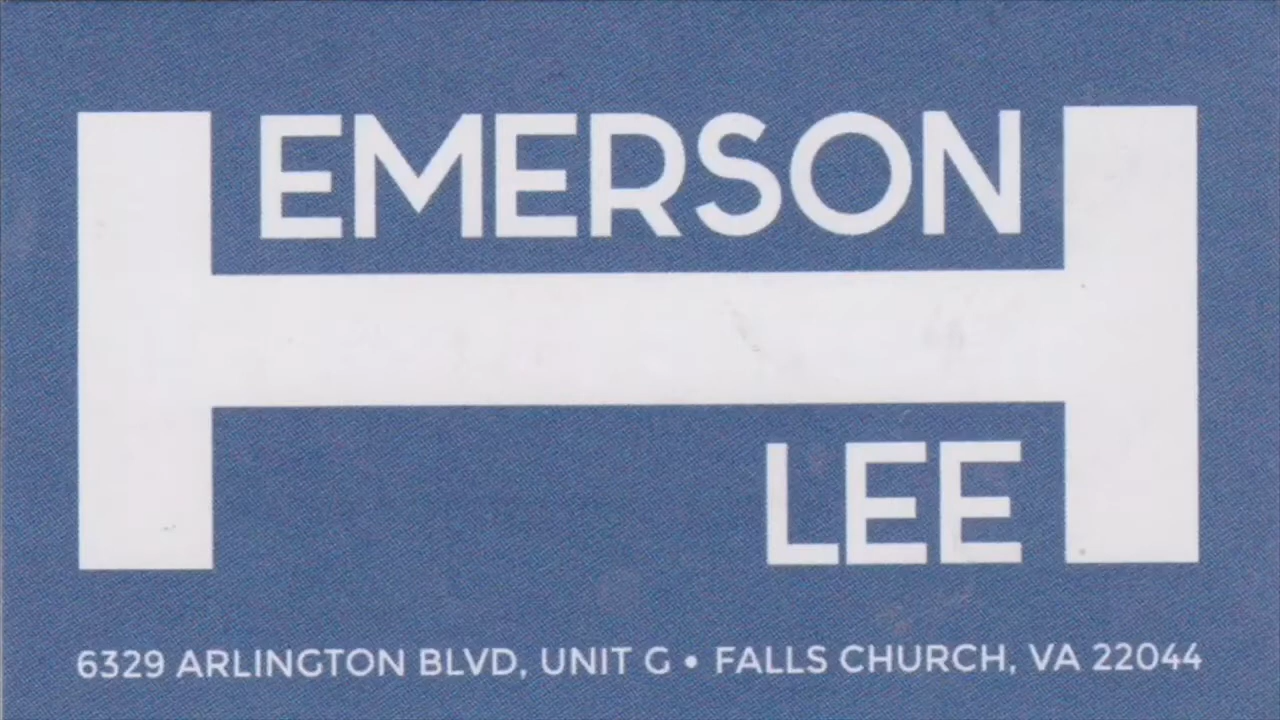 EMERSON
H
LEE
6329 ARLINGTON BLVD, UNIT G • FALLS CHURCH, VA 22044